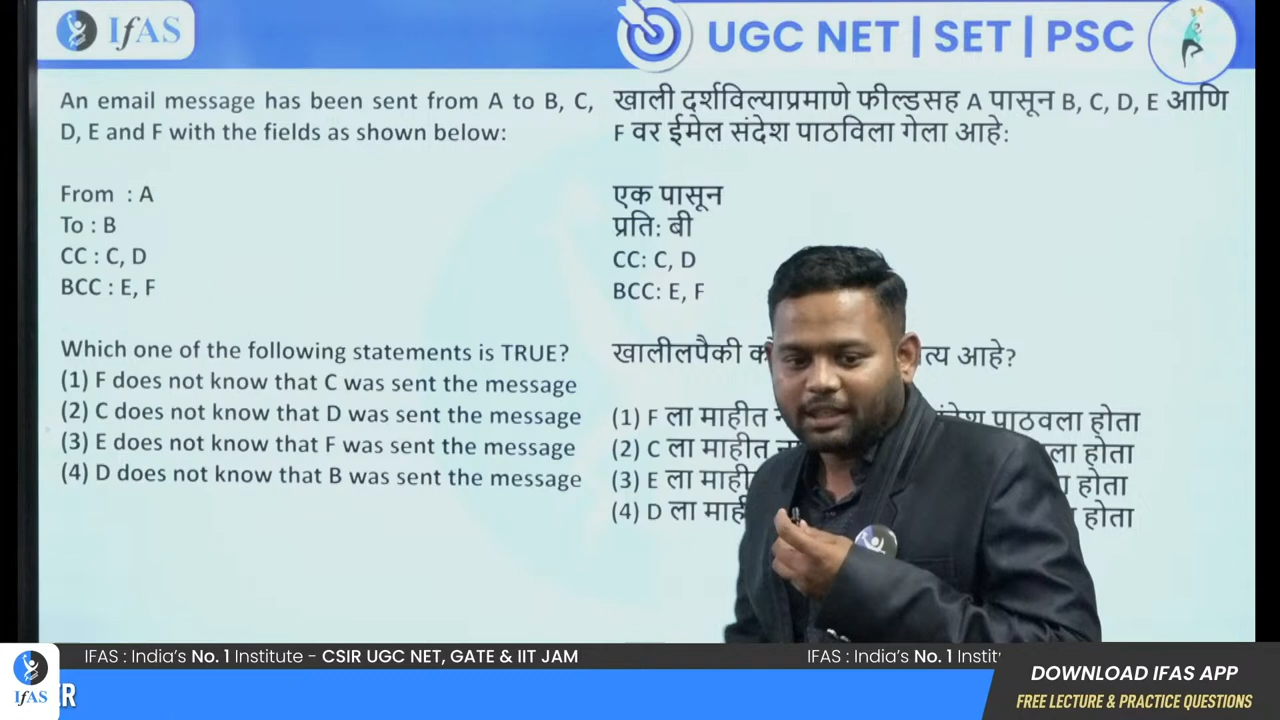 IfAS
UGC NET | SET | PSC
An email message has been sent from A to B, C,
D, E and F with the fields as shown below:
From : A
To : B
CC : C, D
BCC : E, F
Which one of the following statements is TRUE?
(1) F does not know that C was sent the message
(2) C does not know that D was sent the message
(3) E does not know that F was sent the message
(4) D does not know that B was sent the message
खाली दर्शविल्याप्रमाणे फील्डसह A पासून B, C, D, E आणि
F वर ईमेल संदेश पाठविला गेला आहे:
एक पासून
प्रति: बी
CC: C, D
BCC: E, F
खालीलपैकी आहे?
(1) F ला माहीत पाठवला होता
(2) C ला माहीत होता
(3) E ला होता
(4) D ला होता
IFAS : India's No. 1 Institute – CSIR UGC NET, GATE & IIT JAM
IFAS : India's No. 1
DOWNLOAD IFAS APP
FREE LECTURE & PRACTICE QUESTIONS
IfAS